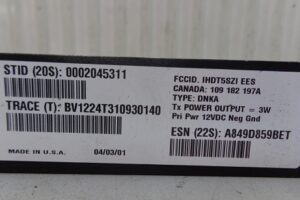 STID (20S): 0002045311
TRACE (T): BV1224T310930140
MADE IN U.S.A. 04/03/01
FCCID. IHDT5SZI EES
CANADA: 109 182 197A
TYPE: DNKA
Tx POWER OUTPUT = 3W
Pri Pwr 12VDC Neg Gnd
ESN (22S): A849D859BET